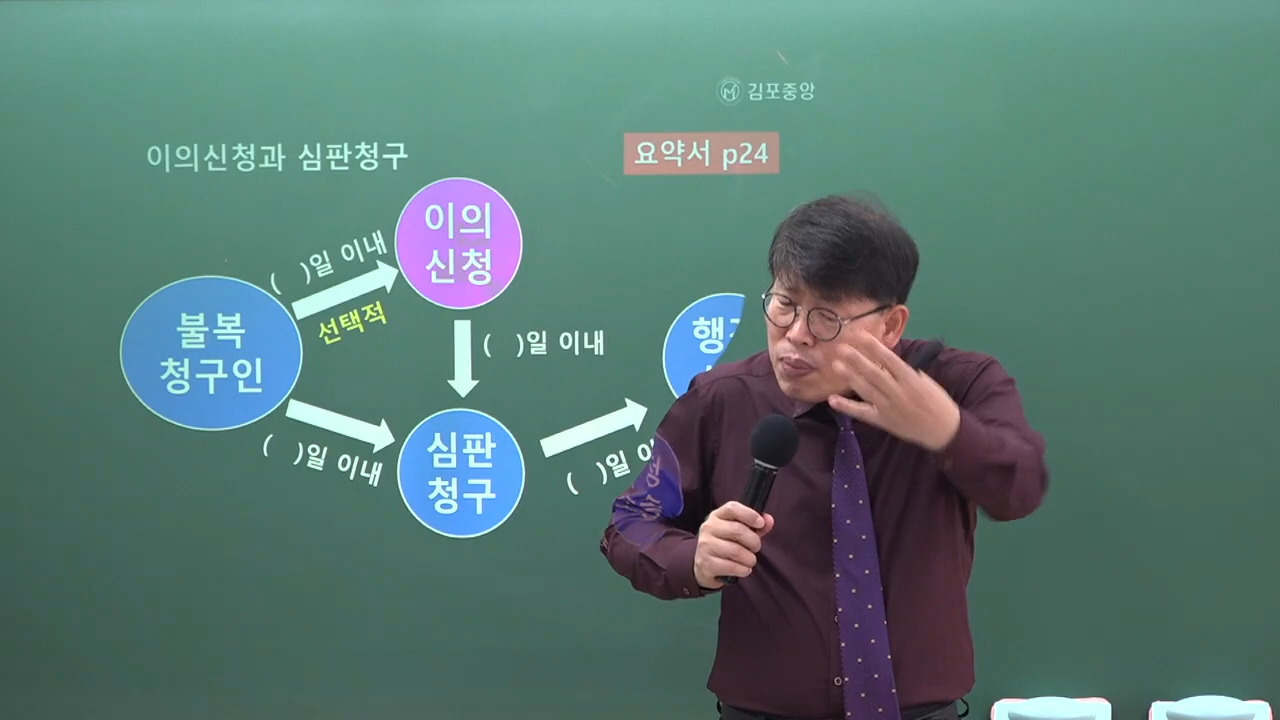 김포중앙
이의신청과 심판청구
요약서 p24
이의
신청
( )일 이내
선택적
불복
청구인
( )일 이내
( )일 이내
심판
청구
( )일 이